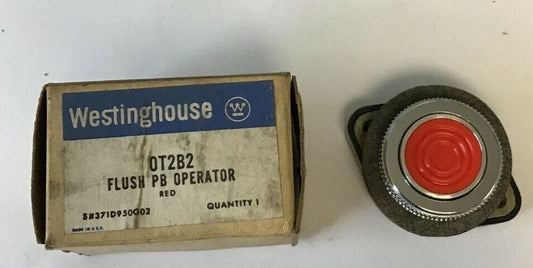 Westinghouse W
OT2B2
FLUSH PB OPERATOR
RED
S#371D950G02 QUANTITY 1
MADE IN U.S.A.